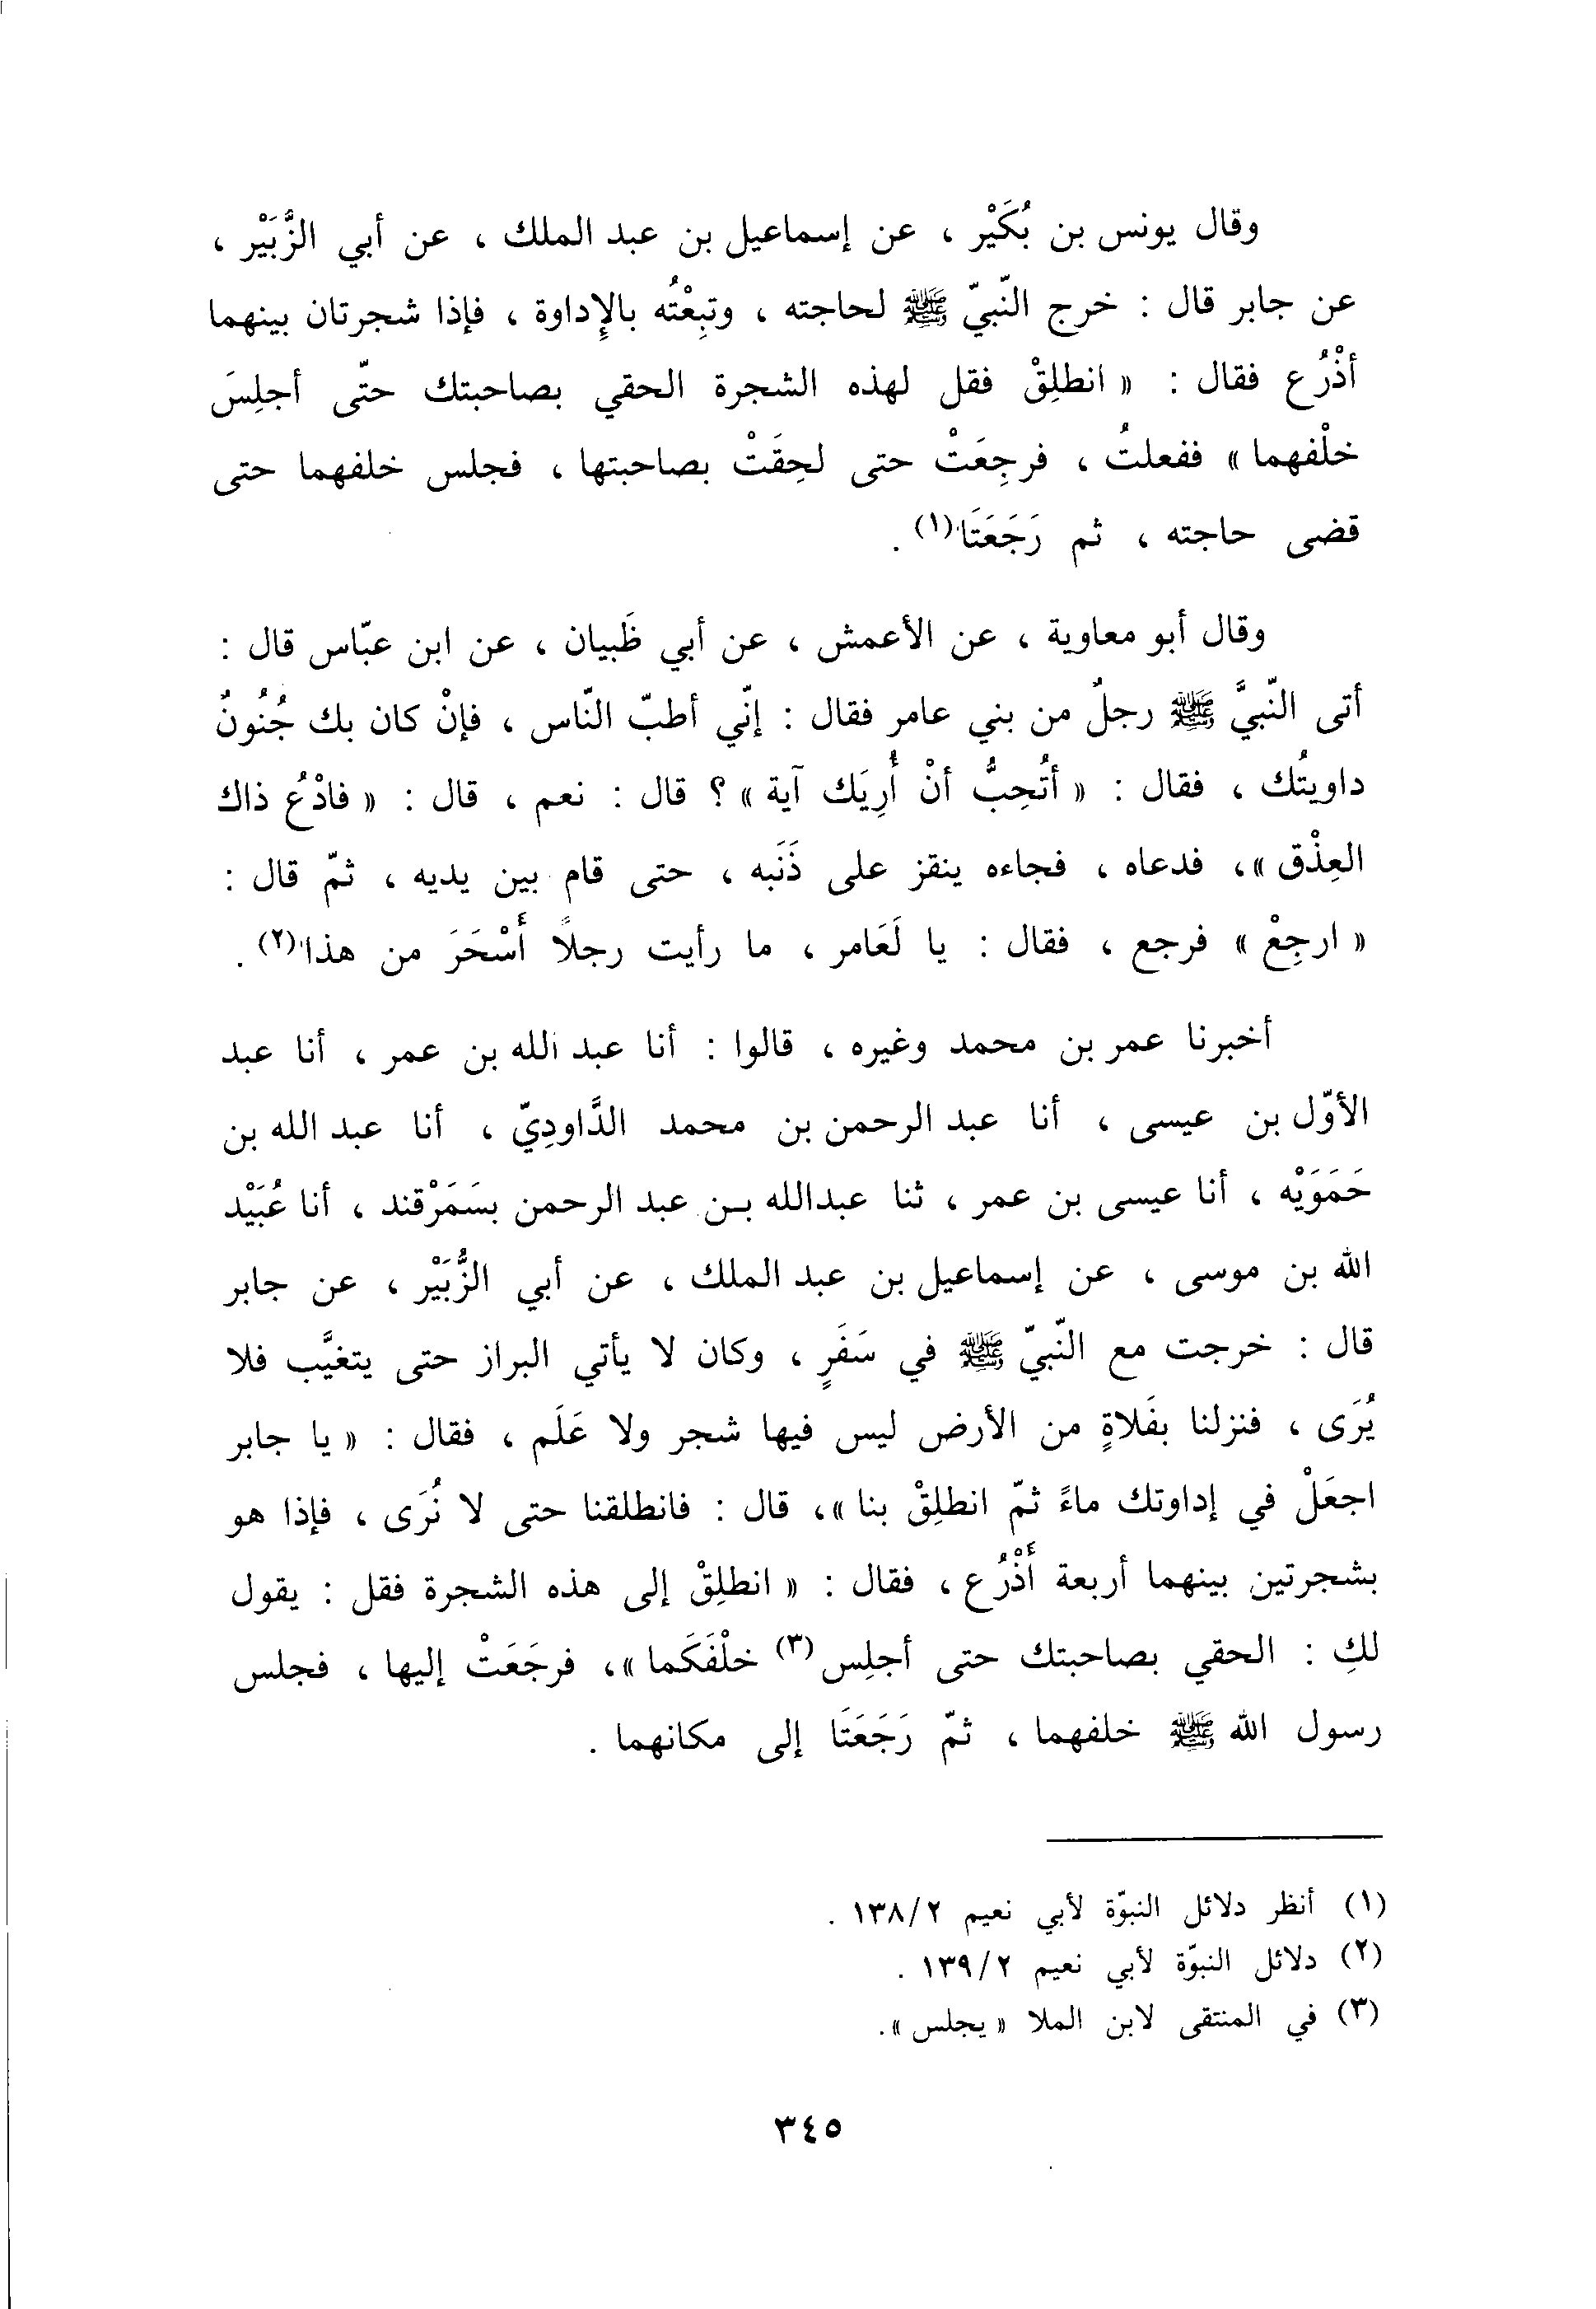 وقال يونس بن بُكَيْر ، عن إسماعيل بن عبد الملك ، عن أبي الزُّبَيْر ،
عن جابر قال : خرج النّبيّ ﷺ لحاجته ، وتبِعْتُه بالإِداوة ، فإذا شجرتان بينهما
أذْرُع فقال : « انطلِقْ فقل لهذه الشجرة الحقي بصاحبتك حتّى أجلِسَ
خلْفهما » ففعلتُ ، فرجِعَتْ حتى لحِقَتْ بصاحبتها ، فجلس خلفهما حتى
قضى حاجته ، ثم رَجَعَتَا(١) .
وقال أبو معاوية ، عن الأعمش ، عن أبي ظَبيان ، عن ابن عبّاس قال :
أتى النّبيَّ ﷺ رجلٌ من بني عامر فقال : إنّي أطبّ النّاس ، فإنْ كان بك جُنُونٌ
داويتُك ، فقال : « أتُحِبُّ أنْ أُرِيَك آية » ؟ قال : نعم ، قال : « فادْعُ ذاك
العِذْق »، فدعاه ، فجاءه ينقز على ذَنَبه ، حتى قام بين يديه ، ثمّ قال :
« ارجِعْ » فرجع ، فقال : يا لَعَامر ، ما رأيت رجلاً أَسْحَرَ من هذا(٢) .
أخبرنا عمر بن محمد وغيره ، قالوا : أنا عبد الله بن عمر ، أنا عبد
الأوّل بن عيسى ، أنا عبد الرحمن بن محمد الدَّاودِيّ ، أنا عبد الله بن
حَمَوَيْه ، أنا عيسى بن عمر ، ثنا عبدالله بـن عبد الرحمن بسَمَرْقند ، أنا عُبَيْد
الله بن موسى ، عن إسماعيل بن عبد الملك ، عن أبي الزُّبَيْر ، عن جابر
قال : خرجت مع النّبيّ ﷺ في سَفَرٍ ، وكان لا يأتي البراز حتى يتغيَّب فلا
يُرَى ، فنزلنا بفَلاةٍ من الأرض ليس فيها شجر ولا عَلَم ، فقال : « يا جابر
اجعَلْ في إداوتك ماءً ثمّ انطلِقْ بنا »، قال : فانطلقنا حتى لا نُرَى ، فإذا هو
بشجرتين بينهما أربعة أَذْرُع ، فقال : « انطلِقْ إلى هذه الشجرة فقل : يقول
لكِ : الحقي بصاحبتك حتى أجلِس(٣) خلْفَكَما »، فرجَعَتْ إليها ، فجلس
رسول الله ﷺ خلفهما ، ثمّ رَجَعَتَا إلى مكانهما .
(١) أنظر دلائل النبوّة لأبي نعيم ١٣٨/٢ .
(٢) دلائل النبوّة لأبي نعيم ١٣٩/٢ .
(٣) في المنتقى لابن الملا « يجلس ».
٣٤٥